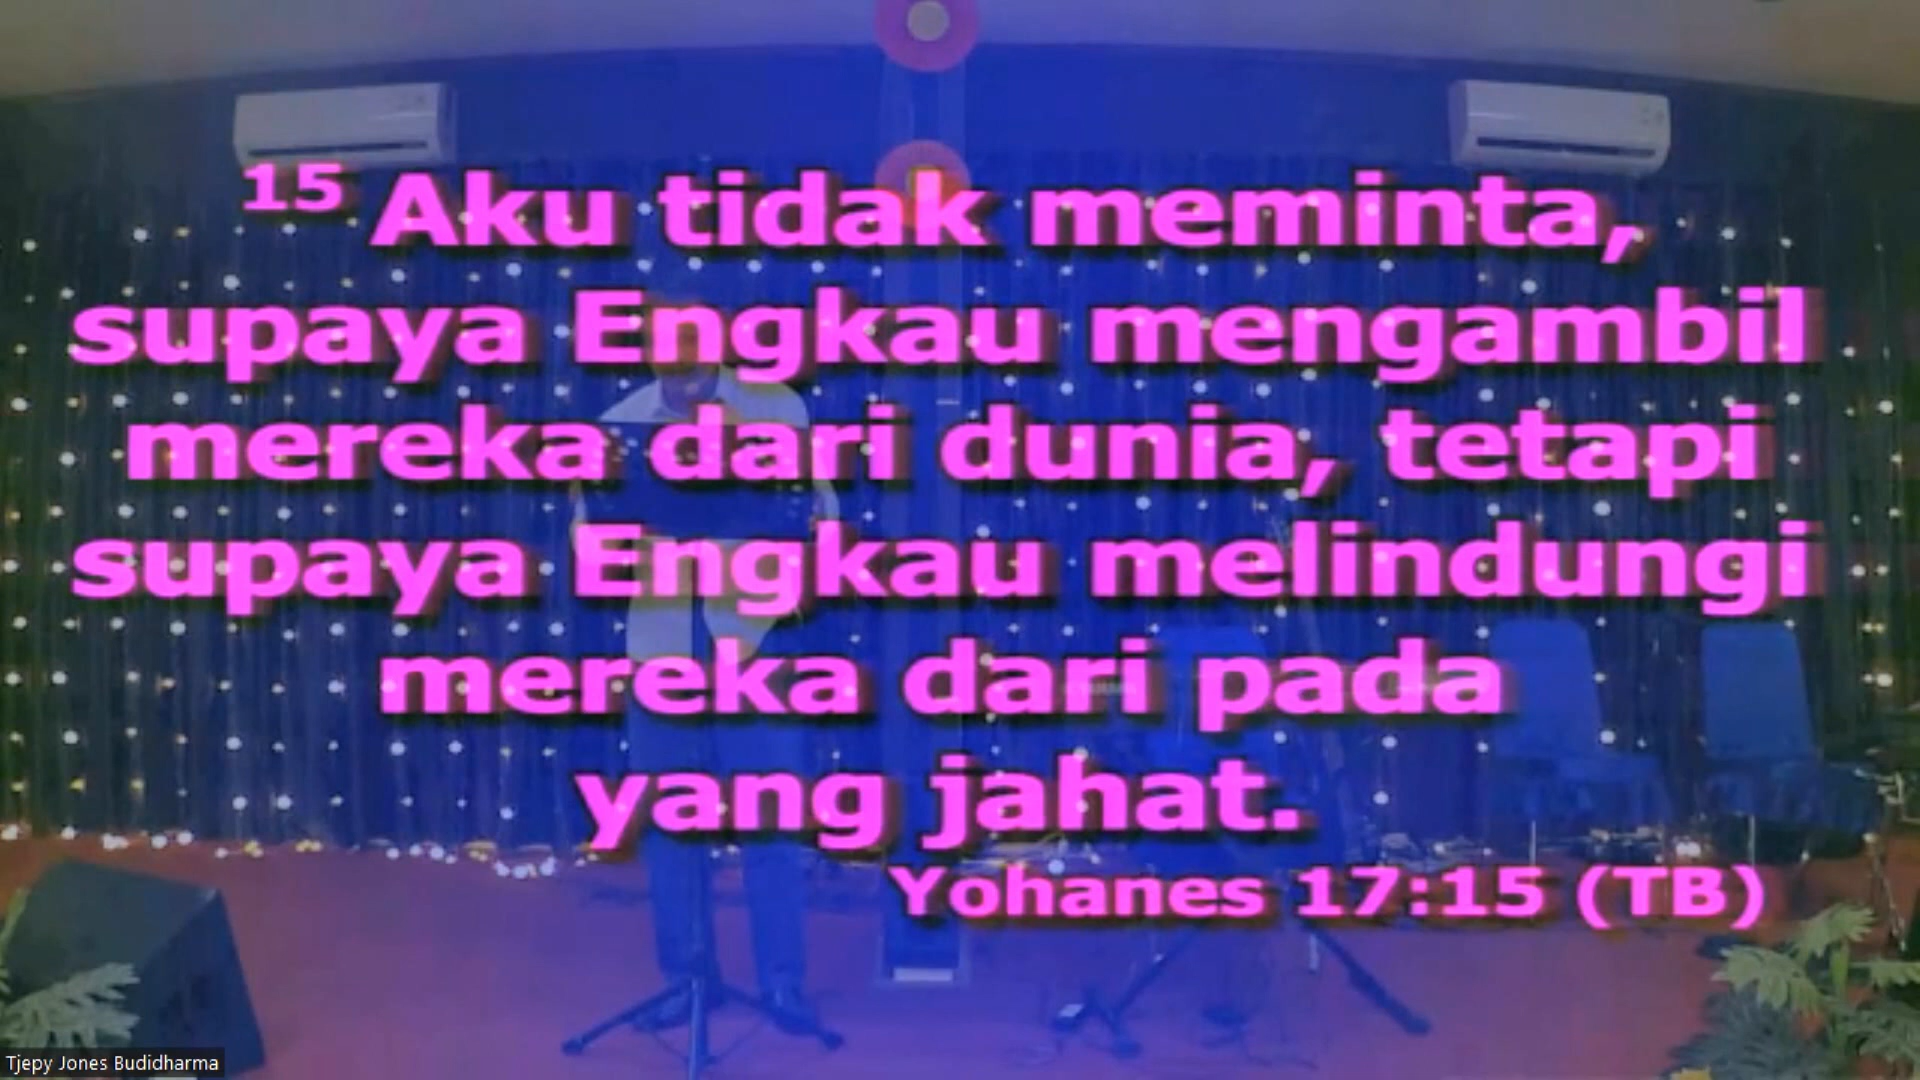 15 Aku tidak meminta,
supaya Engkau mengambil
mereka dari dunia, tetapi
supaya Engkau melindungi
mereka dari pada
yang jahat.
Yohanes 17:15 (TB)
Tjepy Jones Budidharma